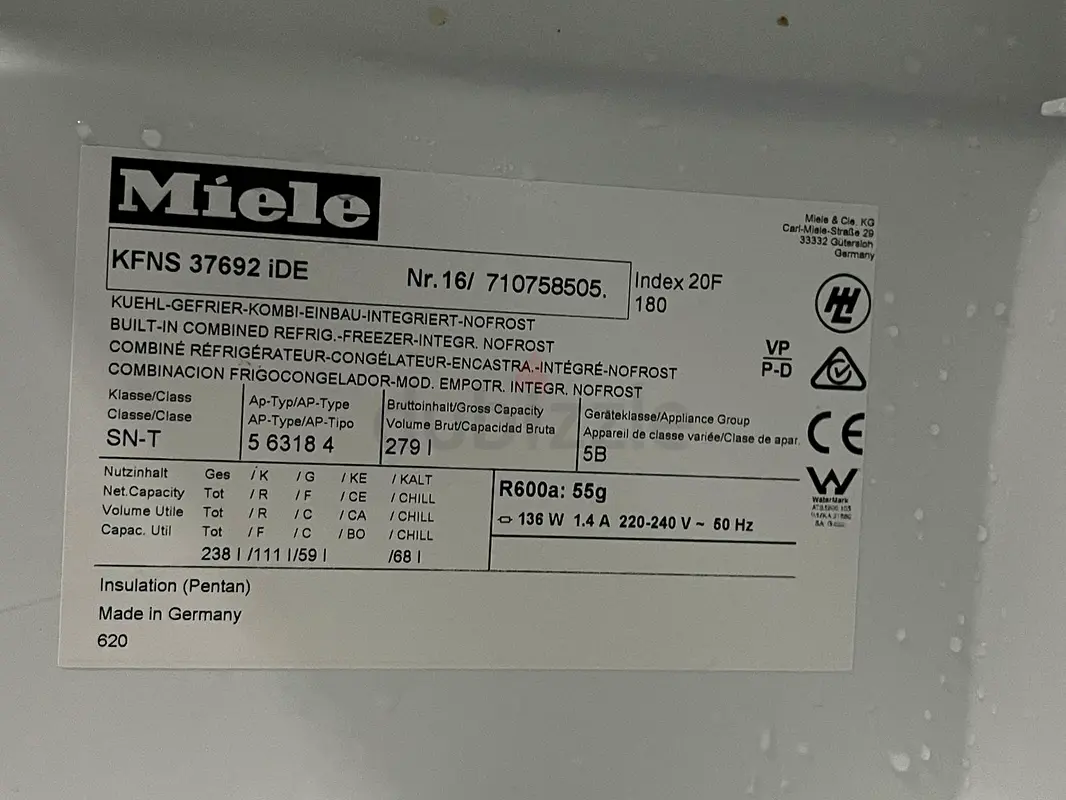 Miele
Miele & Cie. KG
Carl-Miele-Straße 29
33332 Gütersloh
Germany
KFNS 37692 iDE Nr.16/ 710758505.
Index 20F
180
KUEHL-GEFRIER-KOMBI-EINBAU-INTEGRIERT-NOFROST
BUILT-IN COMBINED REFRIG.-FREEZER-INTEGR. NOFROST
COMBINÉ RÉFRIGÉRATEUR-CONGÉLATEUR-ENCASTRA.-INTÉGRÉ-NOFROST
COMBINACION FRIGOCONGELADOR-MOD. EMPOTR. INTEGR. NOFROST
VP
P-D
Klasse/Class
Classe/Clase
SN-T
Ap-Typ/AP-Type
AP-Type/AP-Tipo
5 6318 4
Bruttoinhalt/Gross Capacity
Volume Brut/Capacidad Bruta
279 l
Geräteklasse/Appliance Group
Appareil de classe variée/Clase de apar.
5B
CE
Nutzinhalt Ges / K / G / KE / KALT
Net.Capacity Tot / R / F / CE / CHILL
Volume Utile Tot / R / C / CA / CHILL
Capac. Util Tot / F / C / BO / CHILL
238 l /111 l/59 l /68 l
R600a: 55g
136 W 1.4 A 220-240 V ~ 50 Hz
WaterMark
Insulation (Pentan)
Made in Germany
620
dubizzle